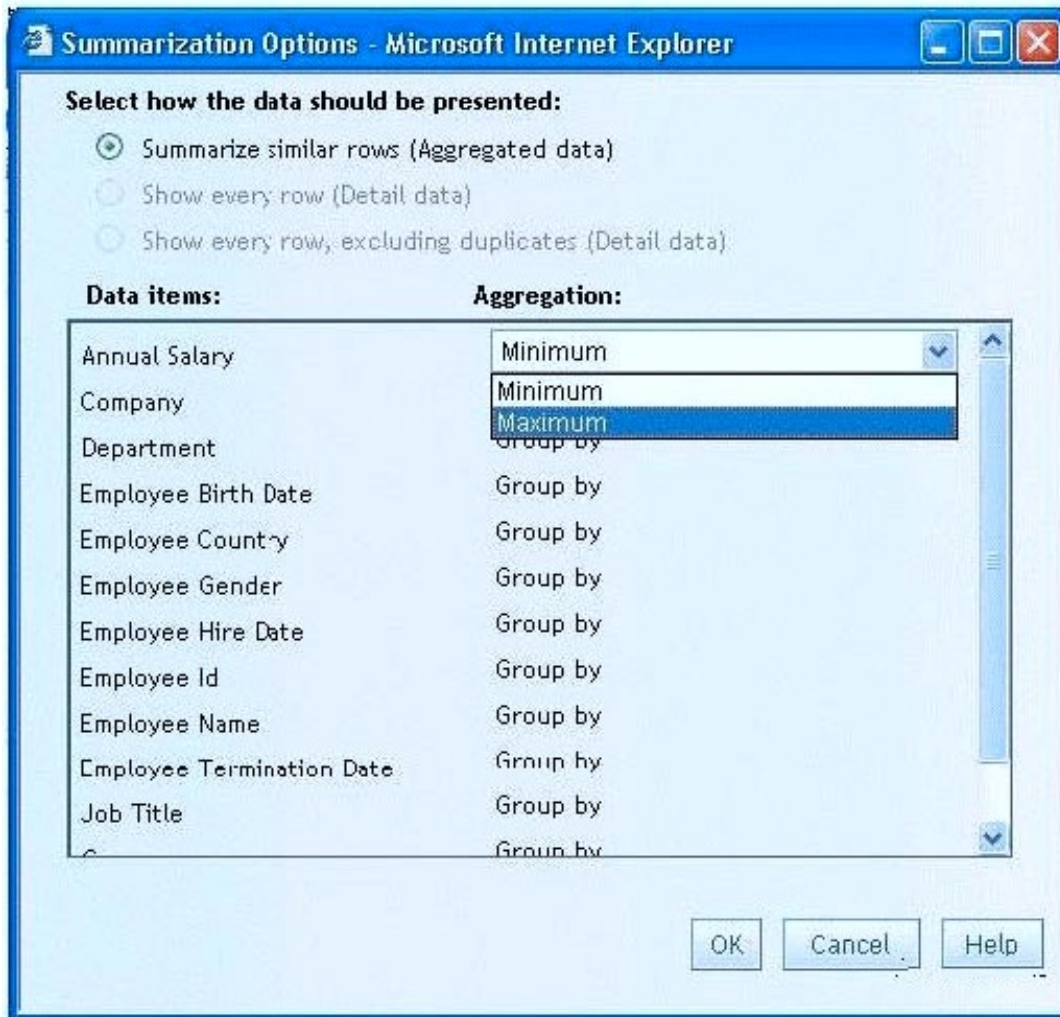 Summarization Options - Microsoft Internet Explorer
Select how the data should be presented:
Summarize similar rows (Aggregated data)
Show every row (Detail data)
Show every row, excluding duplicates (Detail data)
Data items: Aggregation:
Annual Salary Minimum
Minimum
Company
Maximum
Department Group by
Employee Birth Date Group by
Employee Country Group by
Employee Gender Group by
Employee Hire Date Group by
Employee Id Group by
Employee Name Group by
Employee Termination Date Group by
Job Title Group by
Group by
OK Cancel Help